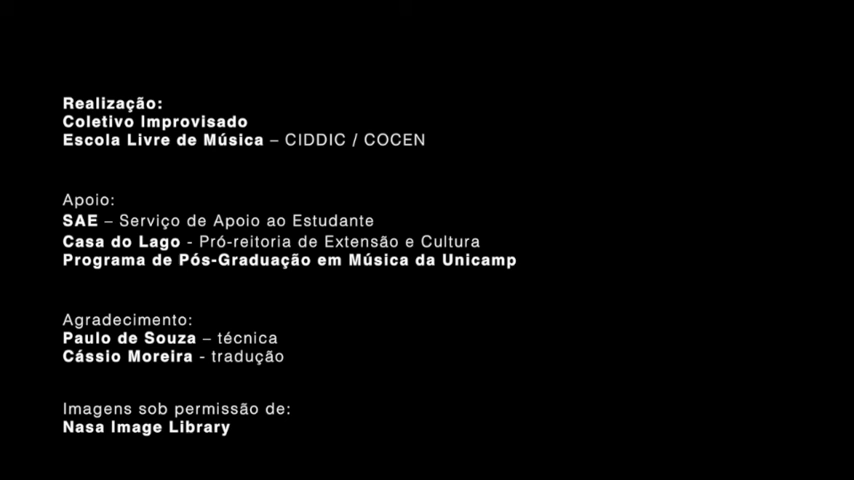 Realização:
Coletivo Improvisado
Escola Livre de Música – CIDDIC / COCEN
Apoio:
SAE – Serviço de Apoio ao Estudante
Casa do Lago - Pró-reitoria de Extensão e Cultura
Programa de Pós-Graduação em Música da Unicamp
Agradecimento:
Paulo de Souza – técnica
Cássio Moreira - tradução
Imagens sob permissão de:
Nasa Image Library